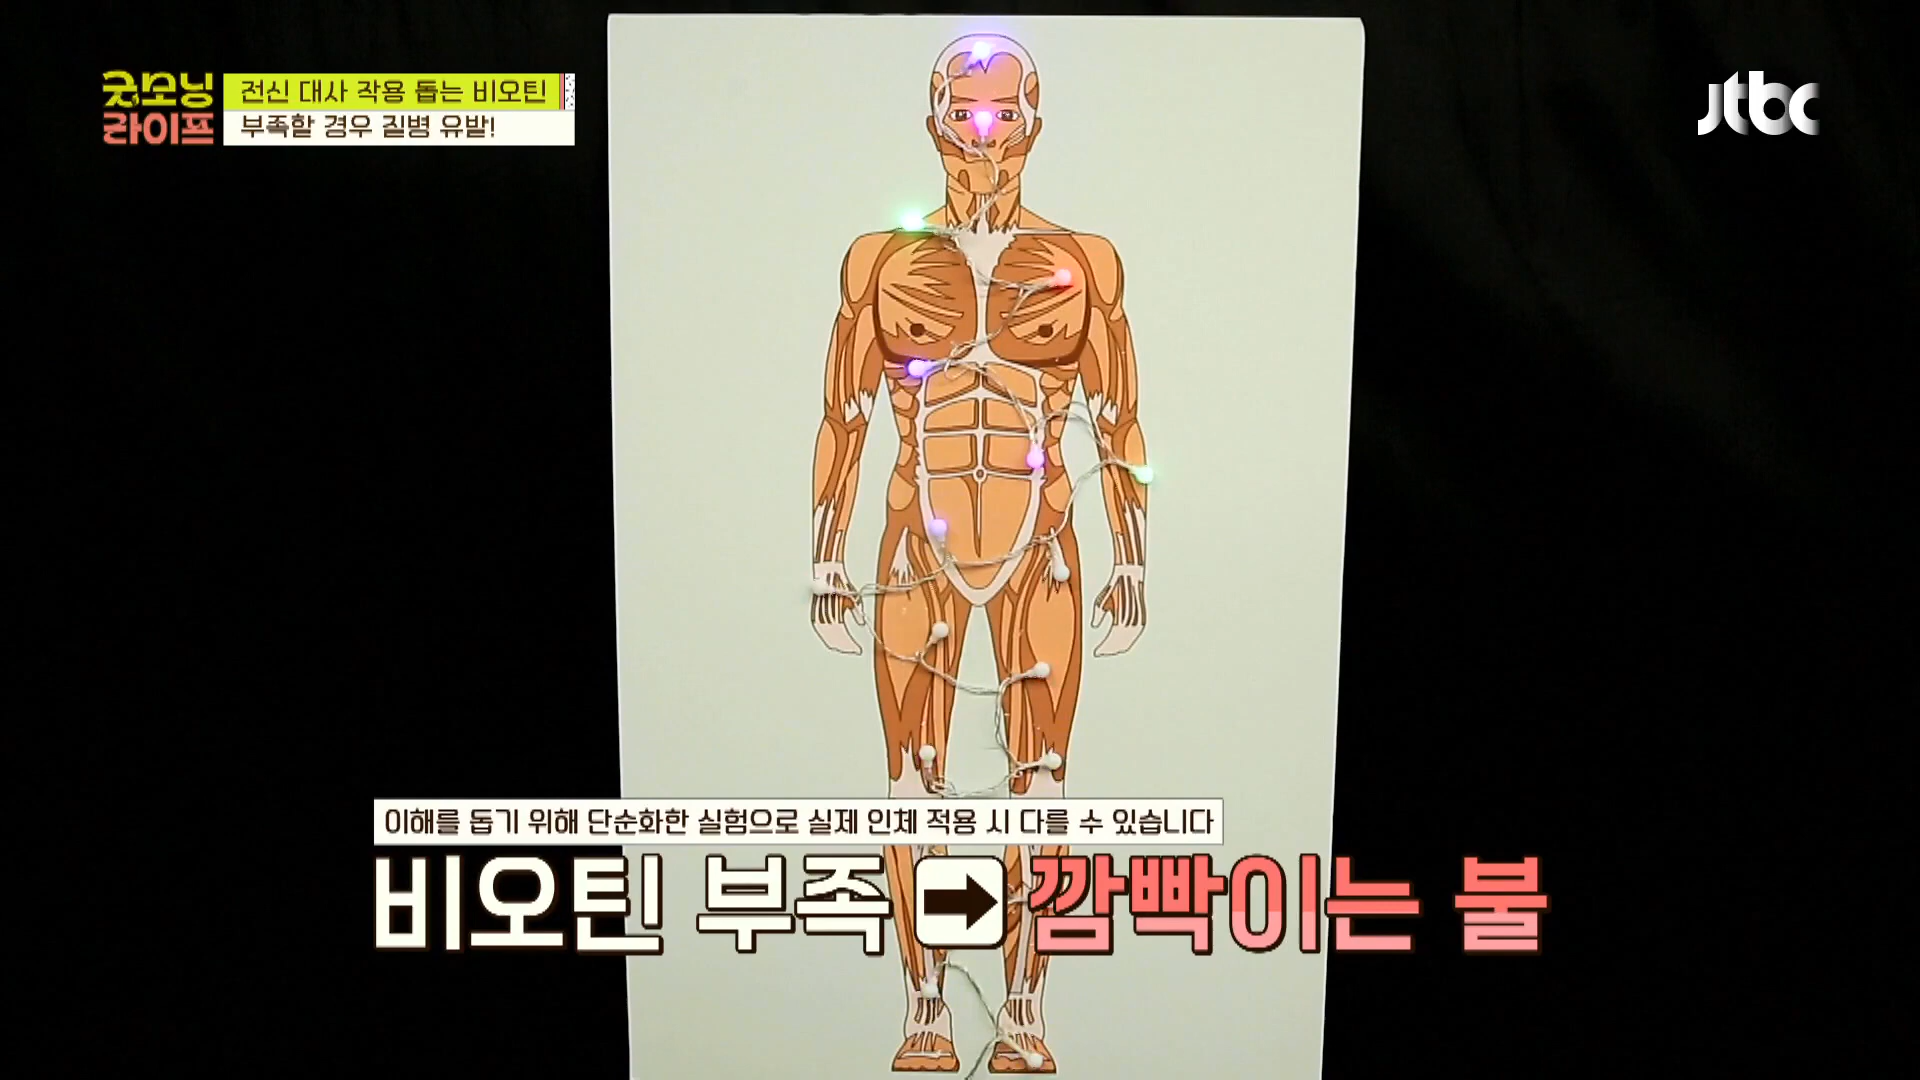 굿모닝
라이프
전신 대사 작용 돕는 비오틴
부족할 경우 질병 유발!
jtbc
이해를 돕기 위해 단순화한 실험으로 실제 인체 적용 시 다를 수 있습니다
비오틴 부족 ➡ 깜빡이는 불